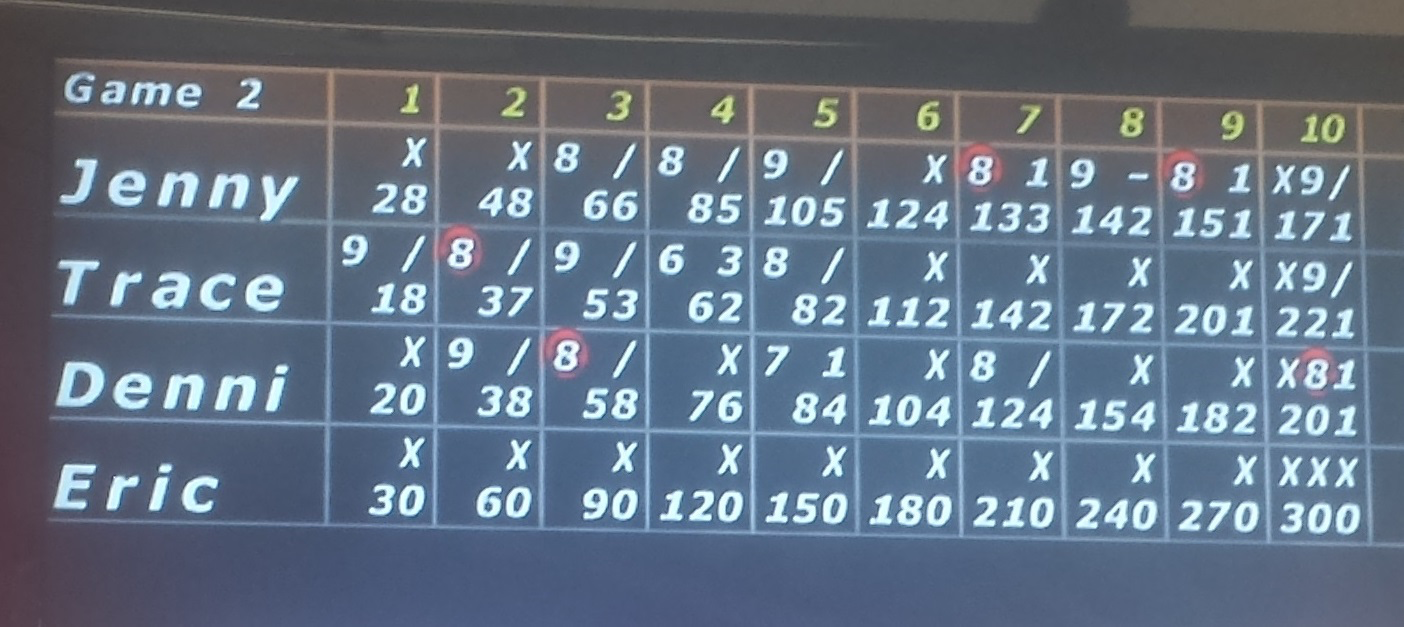 Game 2 1 2 3 4 5 6 7 8 9 10
X X 8 / 8 / 9 / X 8 1 9 - 8 1 X9/
Jenny 28 48 66 85 105 124 133 142 151 171
9 / 8 / 9 / 6 3 8 / X X X X X9/
Trace 18 37 53 62 82 112 142 172 201 221
X 9 / 8 / X 7 1 X 8 / X X X81
Denni 20 38 58 76 84 104 124 154 182 201
X X X X X X X X X XXX
Eric 30 60 90 120 150 180 210 240 270 300